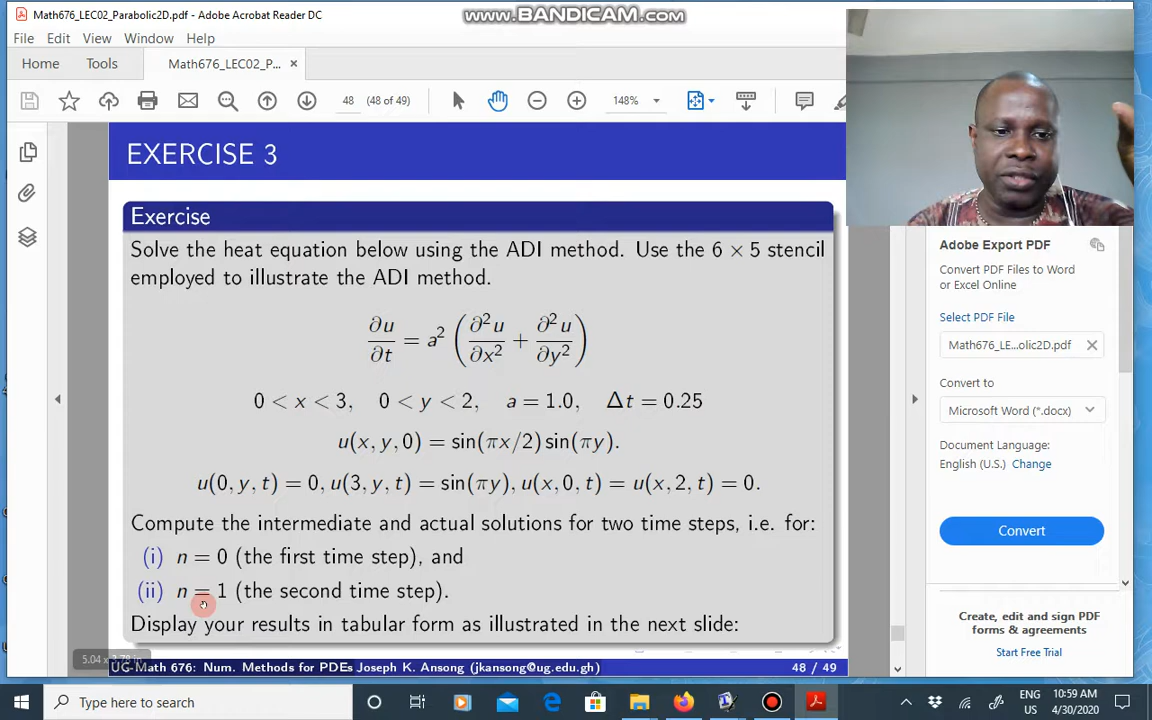 Math676_LEC02_Parabolic2D.pdf - Adobe Acrobat Reader DC
www.BANDICAM.com
File Edit View Window Help
Home Tools Math676_LEC02_P... ×
48 (48 of 49) 148%
EXERCISE 3
Exercise
Solve the heat equation below using the ADI method. Use the 6 × 5 stencil
employed to illustrate the ADI method.
∂u/∂t = a² (∂²u/∂x² + ∂²u/∂y²)
0 < x < 3, 0 < y < 2, a = 1.0, Δt = 0.25
u(x, y, 0) = sin(πx/2) sin(πy).
u(0, y, t) = 0, u(3, y, t) = sin(πy), u(x, 0, t) = u(x, 2, t) = 0.
Compute the intermediate and actual solutions for two time steps, i.e. for:
(i) n = 0 (the first time step), and
(ii) n = 1 (the second time step).
Display your results in tabular form as illustrated in the next slide:
UG-Math 676: Num. Methods for PDEs Joseph K. Ansong (jkansong@ug.edu.gh) 48 / 49
Adobe Export PDF
Convert PDF Files to Word
or Excel Online
Select PDF File
Math676_LE...olic2D.pdf
Convert to
Microsoft Word (*.docx)
Document Language:
English (U.S.) Change
Convert
Create, edit and sign PDF
forms & agreements
Start Free Trial
Type here to search
ENG
US
10:59 AM
4/30/2020